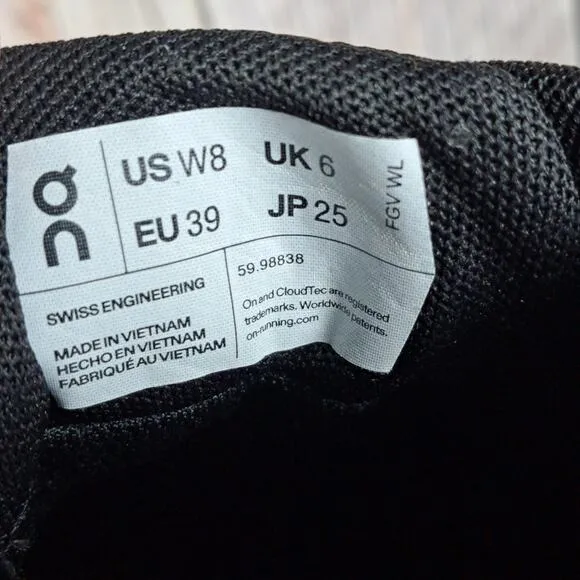 On
US W8 UK 6
EU 39 JP 25
FGV WL
SWISS ENGINEERING
MADE IN VIETNAM
HECHO EN VIETNAM
FABRIQUÉ AU VIETNAM
59.98838
On and CloudTec are registered
trademarks. Worldwide patents.
on-running.com